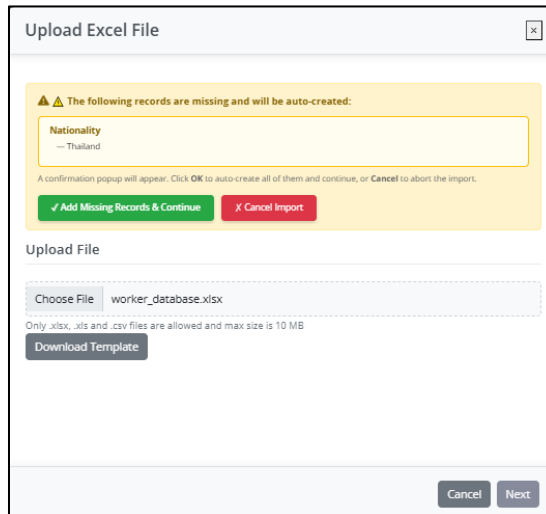 Upload Excel File
×
⚠ ⚠ The following records are missing and will be auto-created:
Nationality
— Thailand
A confirmation popup will appear. Click OK to auto-create all of them and continue, or Cancel to abort the import.
✓ Add Missing Records & Continue
✗ Cancel Import
Upload File
Choose File worker_database.xlsx
Only .xlsx, .xls and .csv files are allowed and max size is 10 MB
Download Template
Cancel
Next